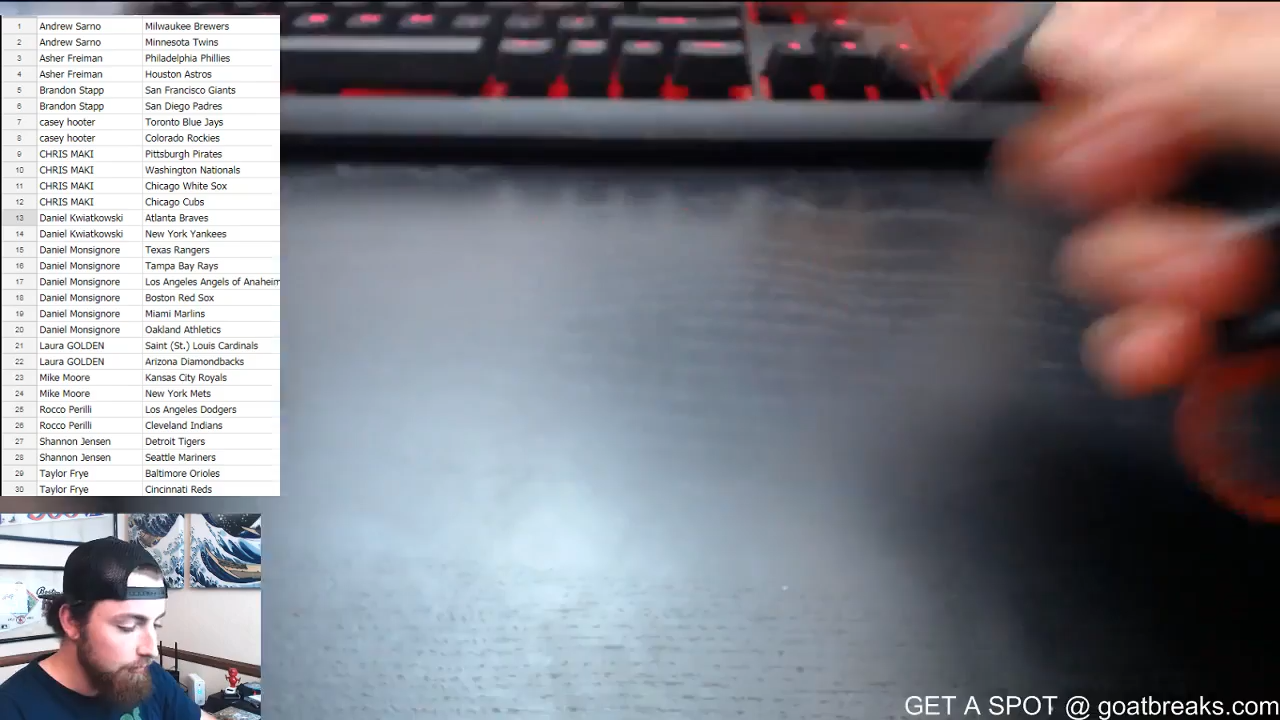 1 Andrew Sarno Milwaukee Brewers
2 Andrew Sarno Minnesota Twins
3 Asher Freiman Philadelphia Phillies
4 Asher Freiman Houston Astros
5 Brandon Stapp San Francisco Giants
6 Brandon Stapp San Diego Padres
7 casey hooter Toronto Blue Jays
8 casey hooter Colorado Rockies
9 CHRIS MAKI Pittsburgh Pirates
10 CHRIS MAKI Washington Nationals
11 CHRIS MAKI Chicago White Sox
12 CHRIS MAKI Chicago Cubs
13 Daniel Kwiatkowski Atlanta Braves
14 Daniel Kwiatkowski New York Yankees
15 Daniel Monsignore Texas Rangers
16 Daniel Monsignore Tampa Bay Rays
17 Daniel Monsignore Los Angeles Angels of Anaheim
18 Daniel Monsignore Boston Red Sox
19 Daniel Monsignore Miami Marlins
20 Daniel Monsignore Oakland Athletics
21 Laura GOLDEN Saint (St.) Louis Cardinals
22 Laura GOLDEN Arizona Diamondbacks
23 Mike Moore Kansas City Royals
24 Mike Moore New York Mets
25 Rocco Perilli Los Angeles Dodgers
26 Rocco Perilli Cleveland Indians
27 Shannon Jensen Detroit Tigers
28 Shannon Jensen Seattle Mariners
29 Taylor Frye Baltimore Orioles
30 Taylor Frye Cincinnati Reds
GET A SPOT @ goatbreaks.com